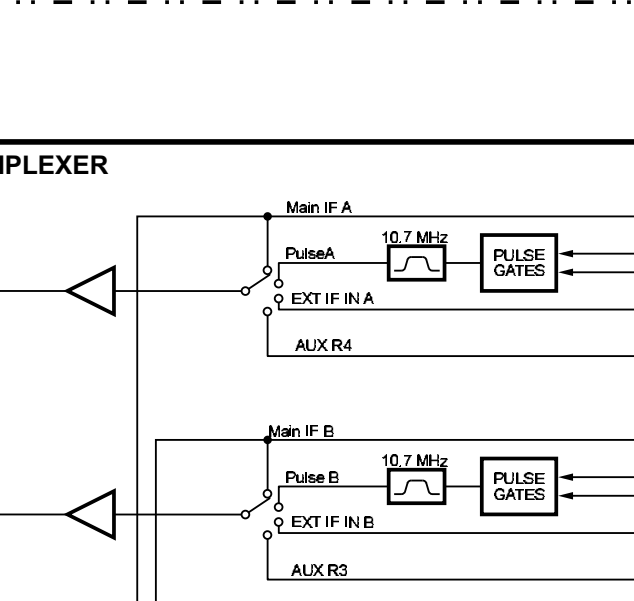 IPLEXER
Main IF A
10.7 MHz
PulseA
PULSE
GATES
EXT IF IN A
AUX R4
Main IF B
10.7 MHz
Pulse B
PULSE
GATES
EXT IF IN B
AUX R3